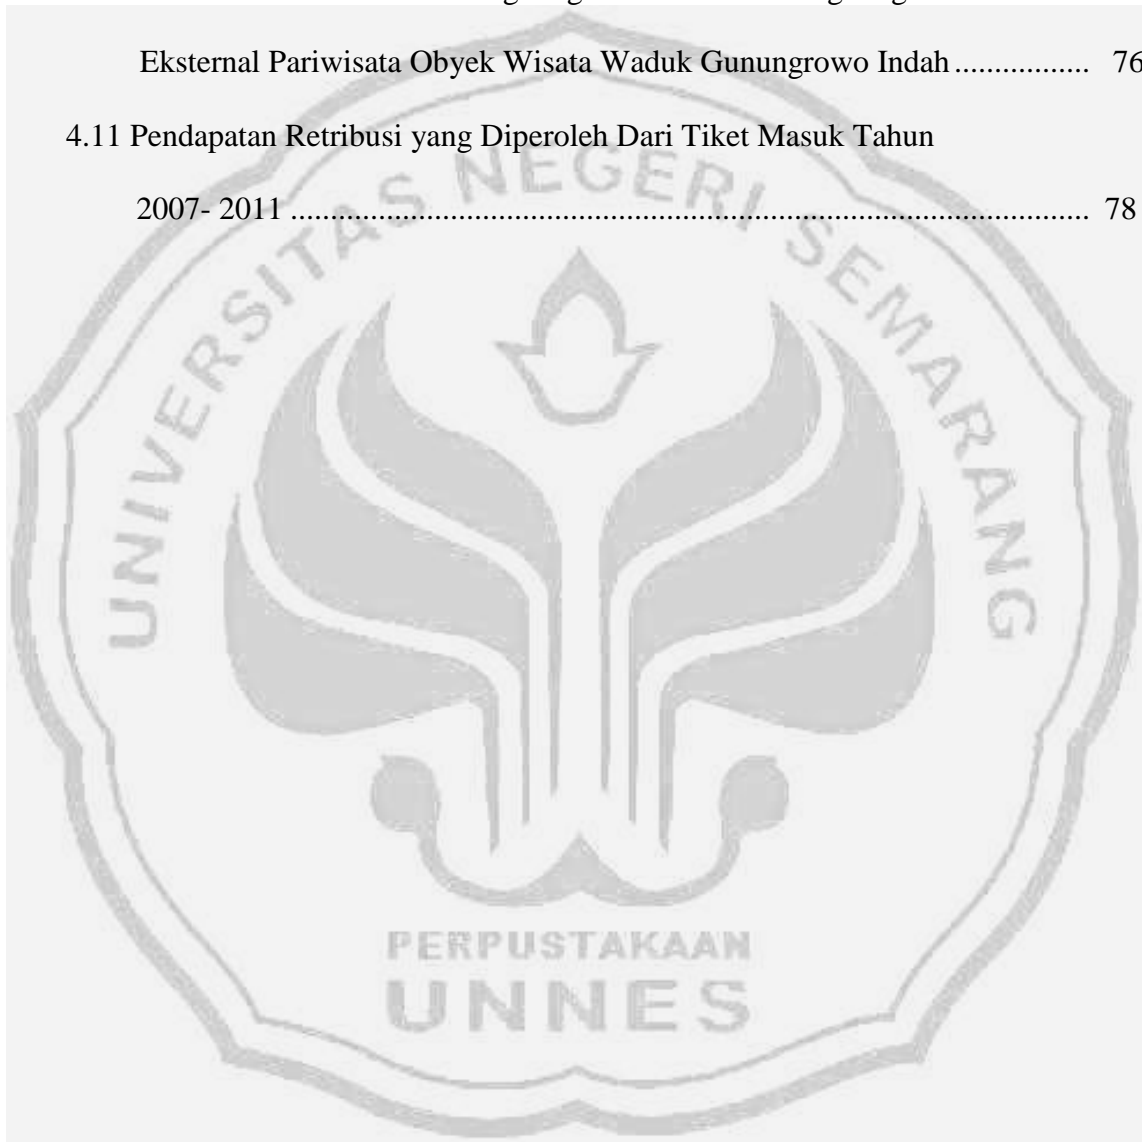 Eksternal Pariwisata Obyek Wisata Waduk Gunungrowo Indah ................. 76
4.11 Pendapatan Retribusi yang Diperoleh Dari Tiket Masuk Tahun
2007- 2011 ..................................................................................... 78
UNIVERSITAS NEGERI SEMARANG
PERPUSTAKAAN
UNNES